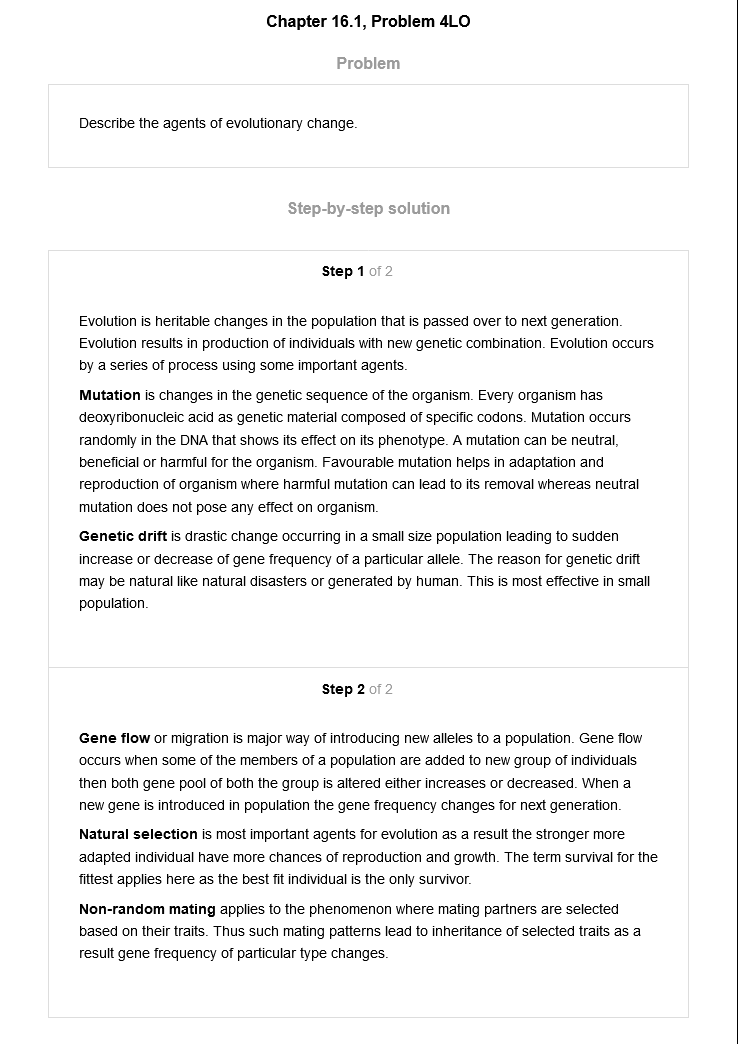 Chapter 16.1, Problem 4LO
Problem
Describe the agents of evolutionary change.
Step-by-step solution
Step 1 of 2
Evolution is heritable changes in the population that is passed over to next generation.
Evolution results in production of individuals with new genetic combination. Evolution occurs
by a series of process using some important agents.
Mutation is changes in the genetic sequence of the organism. Every organism has
deoxyribonucleic acid as genetic material composed of specific codons. Mutation occurs
randomly in the DNA that shows its effect on its phenotype. A mutation can be neutral,
beneficial or harmful for the organism. Favourable mutation helps in adaptation and
reproduction of organism where harmful mutation can lead to its removal whereas neutral
mutation does not pose any effect on organism.
Genetic drift is drastic change occurring in a small size population leading to sudden
increase or decrease of gene frequency of a particular allele. The reason for genetic drift
may be natural like natural disasters or generated by human. This is most effective in small
population.
Step 2 of 2
Gene flow or migration is major way of introducing new alleles to a population. Gene flow
occurs when some of the members of a population are added to new group of individuals
then both gene pool of both the group is altered either increases or decreased. When a
new gene is introduced in population the gene frequency changes for next generation.
Natural selection is most important agents for evolution as a result the stronger more
adapted individual have more chances of reproduction and growth. The term survival for the
fittest applies here as the best fit individual is the only survivor.
Non-random mating applies to the phenomenon where mating partners are selected
based on their traits. Thus such mating patterns lead to inheritance of selected traits as a
result gene frequency of particular type changes.